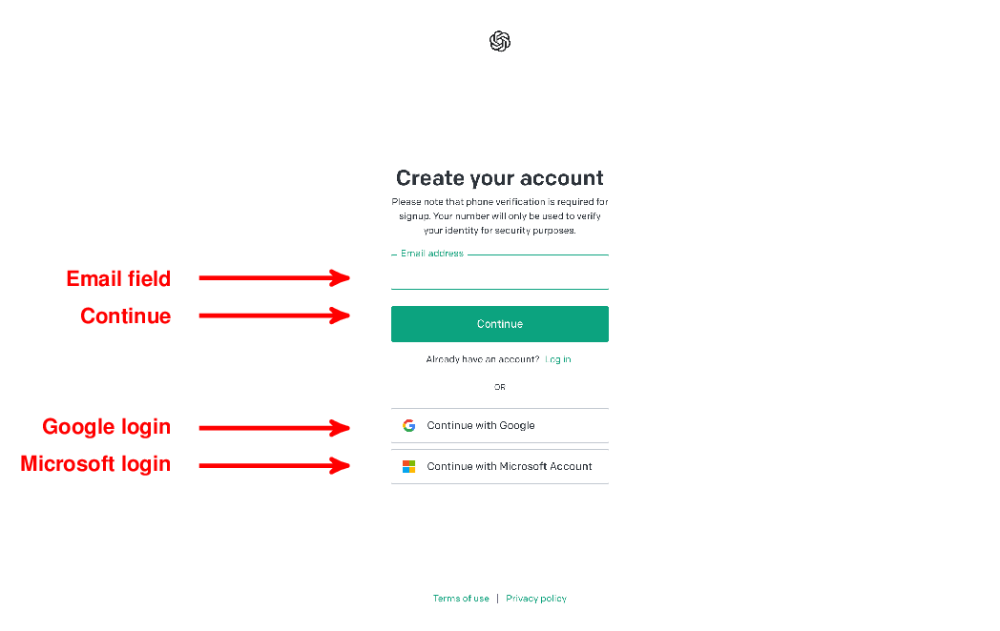 Create your account
Please note that phone verification is required for
signup. Your number will only be used to verify
your identity for security purposes.
Email address
Email field
Continue
Continue
Already have an account? Log in
OR
Google login
Continue with Google
Microsoft login
Continue with Microsoft Account
Terms of use | Privacy policy